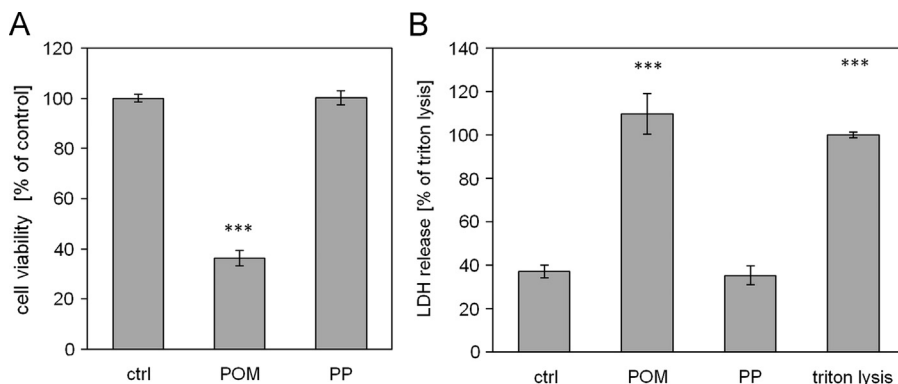 A
cell viability [% of control]
120
100
80
60
40
20
0
***
ctrl POM PP
B
LDH release [% of triton lysis]
140
120
100
80
60
40
20
0
*** ***
ctrl POM PP triton lysis